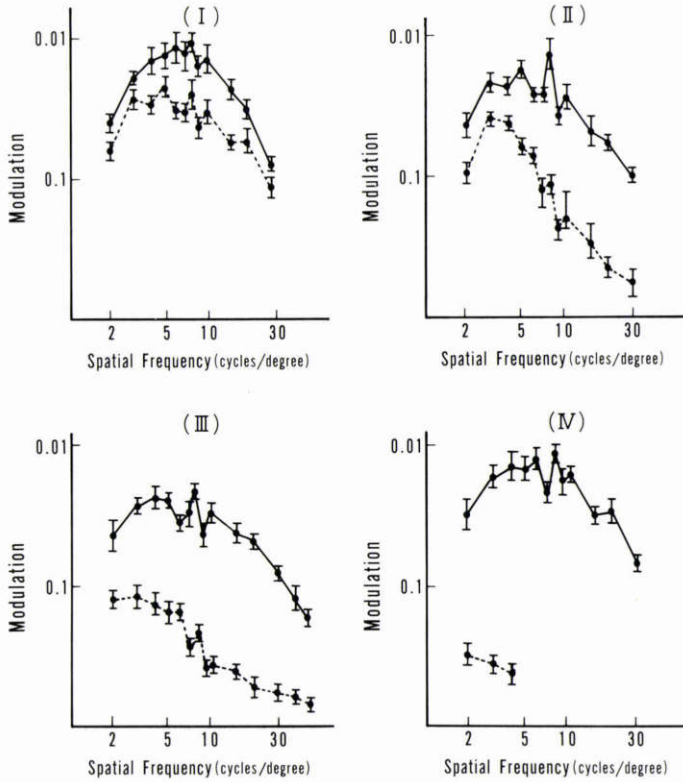 (I)
0.01
0.1
Modulation
2 5 10 30
Spatial Frequency (cycles/degree)
(II)
0.01
0.1
Modulation
2 5 10 30
Spatial Frequency (cycles/degree)
(III)
0.01
0.1
Modulation
2 5 10 30
Spatial Frequency (cycles/degree)
(IV)
0.01
0.1
Modulation
2 5 10 30
Spatial Frequency (cycles/degree)